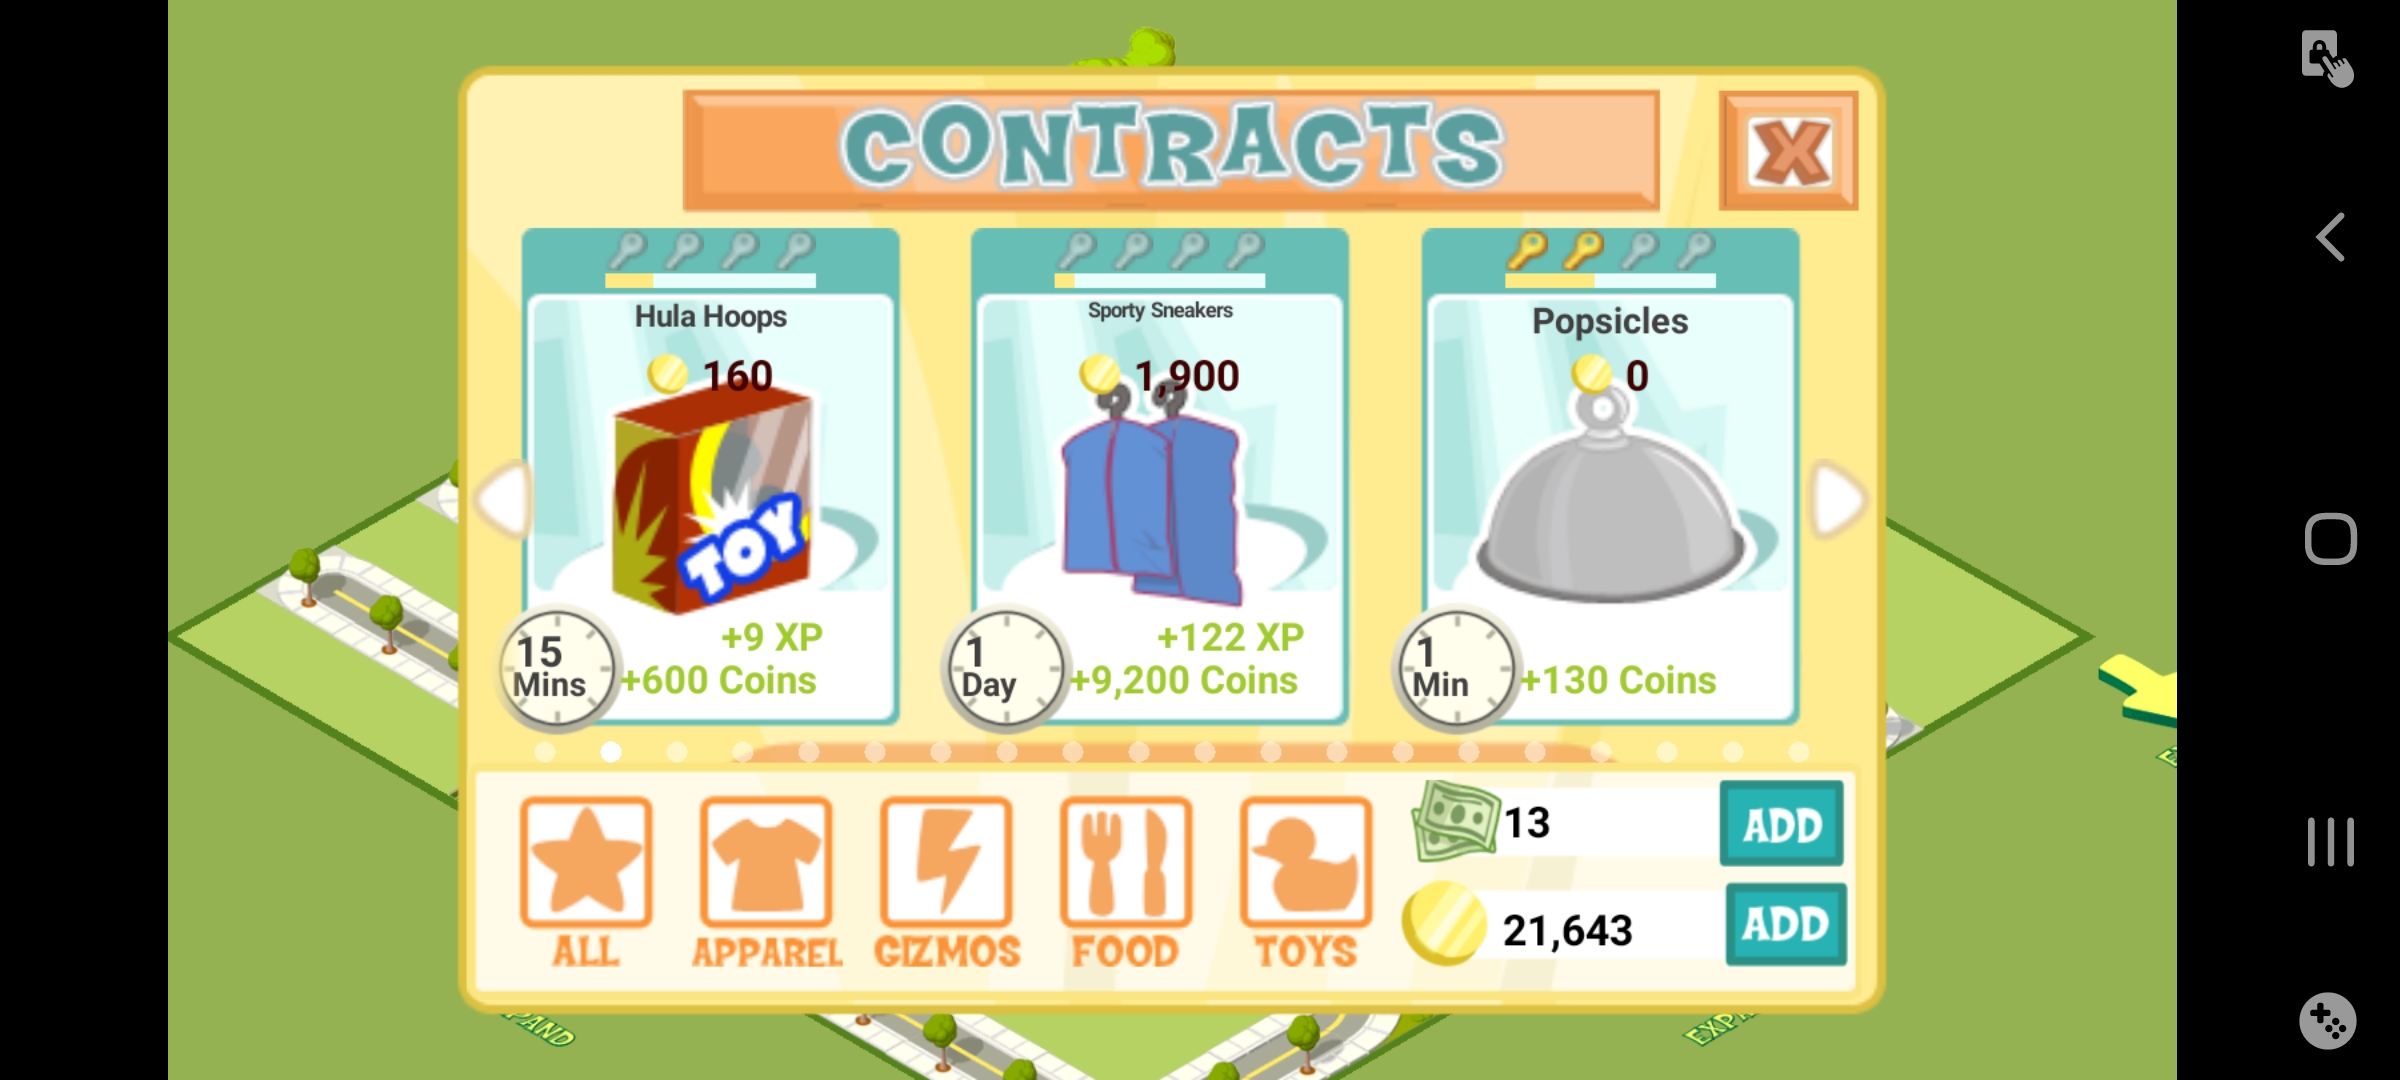 CONTRACTS
X
Hula Hoops
160
TOY
15
Mins
+9 XP
+600 Coins
Sporty Sneakers
1,900
1
Day
+122 XP
+9,200 Coins
Popsicles
0
1
Min
+130 Coins
ALL
APPAREL
GIZMOS
FOOD
TOYS
13
ADD
21,643
ADD